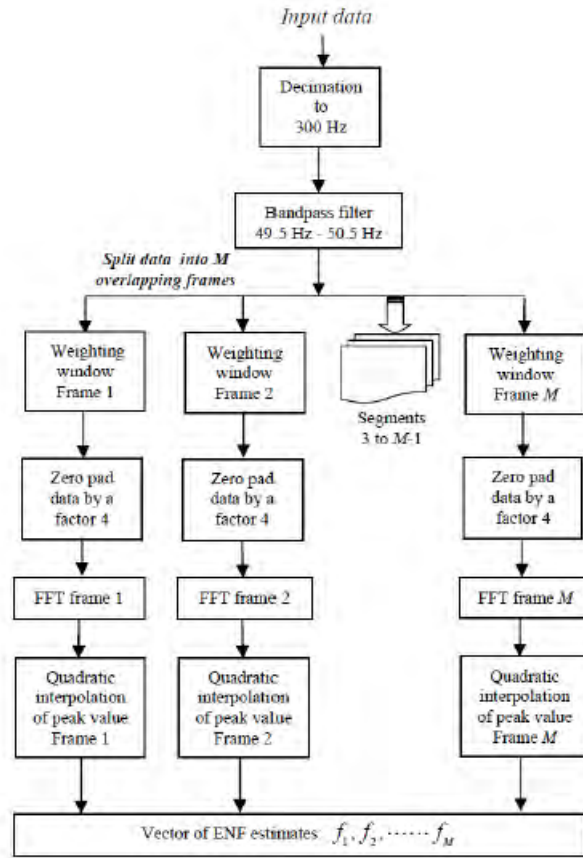 Input data
Decimation
to
300 Hz
Bandpass filter
49.5 Hz - 50.5 Hz
Split data into M
overlapping frames
Weighting
window
Frame 1
Weighting
window
Frame 2
Segments
3 to M-1
Weighting
window
Frame M
Zero pad
data by a
factor 4
Zero pad
data by a
factor 4
Zero pad
data by a
factor 4
FFT frame 1
FFT frame 2
FFT frame M
Quadratic
interpolation
of peak value
Frame 1
Quadratic
interpolation
of peak value
Frame 2
Quadratic
interpolation
of peak value
Frame M
Vector of ENF estimates f₁, f₂, ⋯⋯ f_M